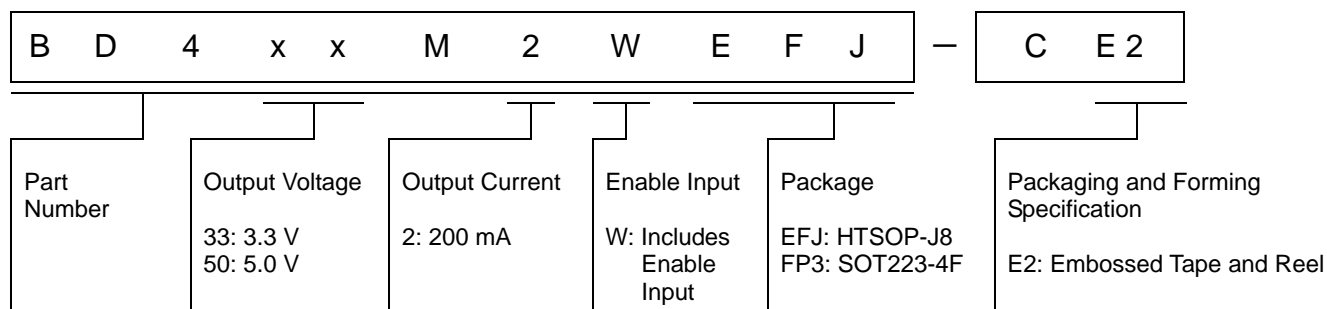 B D 4 x x M 2 W E F J – C E 2
Part
Number
Output Voltage
33: 3.3 V
50: 5.0 V
Output Current
2: 200 mA
Enable Input
W: Includes
Enable
Input
Package
EFJ: HTSOP-J8
FP3: SOT223-4F
Packaging and Forming
Specification
E2: Embossed Tape and Reel